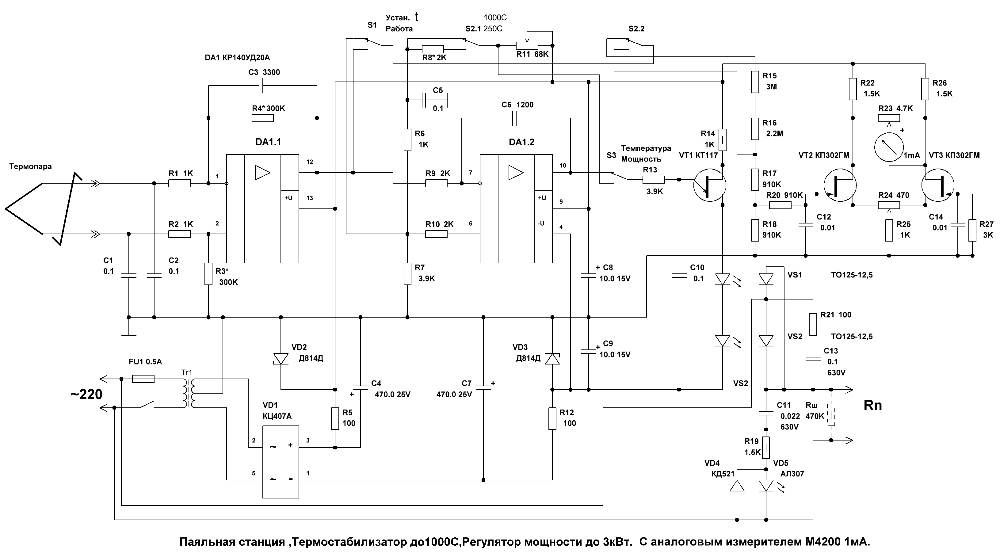 Устан. t
Работа
S1
S2.1
1000С
250С
S2.2
R8* 2K
R11 68K
DA1 КР140УД20А
C3 3300
R4* 300K
C5
0.1
C6 1200
R15
3M
R22
1.5K
R26
1.5K
R23 4.7K
+
R6
1K
R14
1K
R16
2.2M
DA1.1
DA1.2
S3
Температура
Мощность
VT1 КТ117
VT2 КП302ГМ
1mA
VT3 КП302ГМ
Термопара
R1 1K
1
12
R9 2K
7
10
R13
3.9K
R17
910K
+U
13
+U
9
R20 910K
R24 470
R2 1K
2
R10 2K
6
-U
4
R18
910K
C12
0.01
R25
1K
C14
0.01
R27
3K
C1
0.1
C2
0.1
R3*
300K
R7
3.9K
+ C8
10.0 15V
C10
0.1
VS1
ТО125-12,5
R21 100
VS2
ТО125-12,5
VD2
Д814Д
VD3
Д814Д
+ C9
10.0 15V
C13
0.1
630V
FU1 0.5A
Tr1
~220
C4
470.0 25V
+
C7
470.0 25V
+
VS2
VD1
КЦ407А
R5
100
R12
100
C11
0.022
630V
Rш
470K
Rn
2
~
+
3
5
~
-
1
R19
1.5K
VD4
КД521
VD5
АЛ307
Паяльная станция ,Термостабилизатор до1000С,Регулятор мощности до 3кВт. С аналоговым измерителем М4200 1мА.